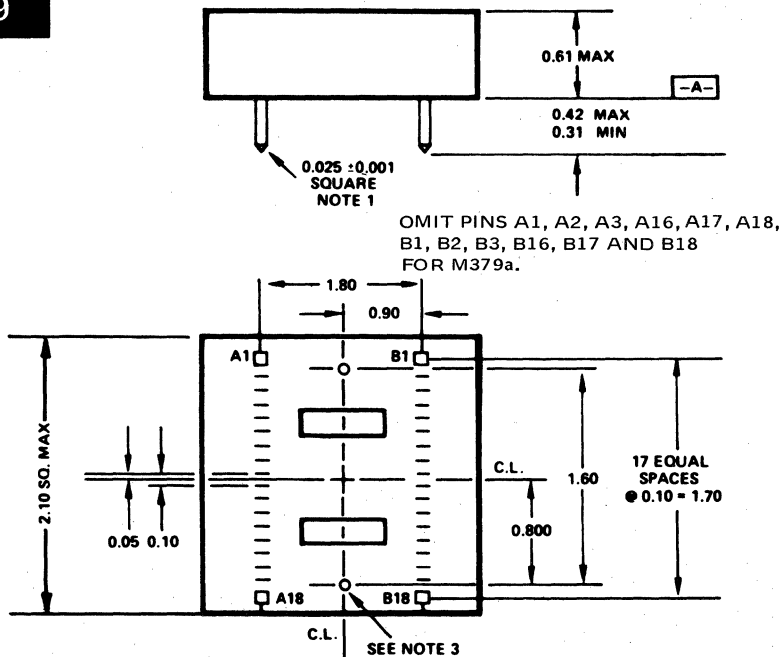 9
0.61 MAX
-A-
0.42 MAX
0.31 MIN
0.025 ±0.001
SQUARE
NOTE 1
OMIT PINS A1, A2, A3, A16, A17, A18,
B1, B2, B3, B16, B17 AND B18
FOR M379a.
1.80
0.90
A1
B1
2.10 SQ. MAX
C.L.
1.60
17 EQUAL
SPACES
@ 0.10 = 1.70
0.05
0.10
0.800
A18
B18
C.L.
SEE NOTE 3